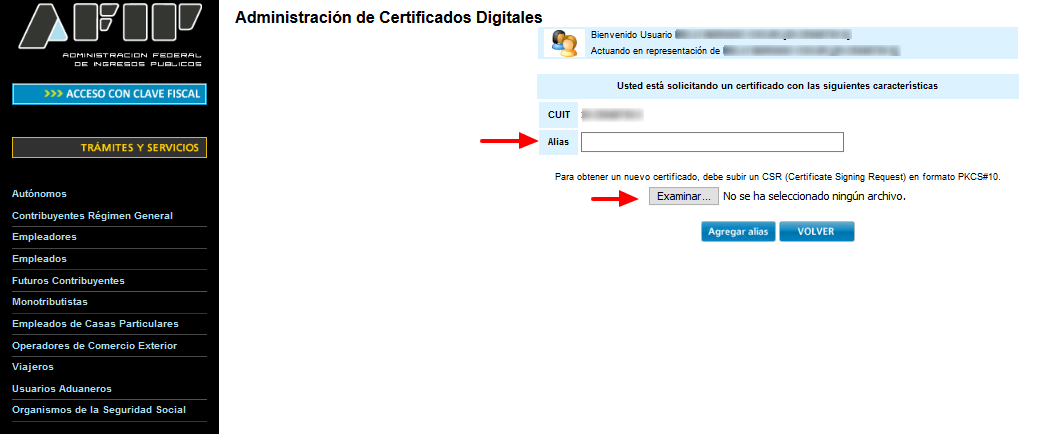 AFIP
ADMINISTRACION FEDERAL
DE INGRESOS PUBLICOS
>>> ACCESO CON CLAVE FISCAL
TRÁMITES Y SERVICIOS
Autónomos
Contribuyentes Régimen General
Empleadores
Empleados
Futuros Contribuyentes
Monotributistas
Empleados de Casas Particulares
Operadores de Comercio Exterior
Viajeros
Usuarios Aduaneros
Organismos de la Seguridad Social
Administración de Certificados Digitales
Bienvenido Usuario
Actuando en representación de
Usted está solicitando un certificado con las siguientes características
CUIT
Alias
Para obtener un nuevo certificado, debe subir un CSR (Certificate Signing Request) en formato PKCS#10.
Examinar... No se ha seleccionado ningún archivo.
Agregar alias VOLVER